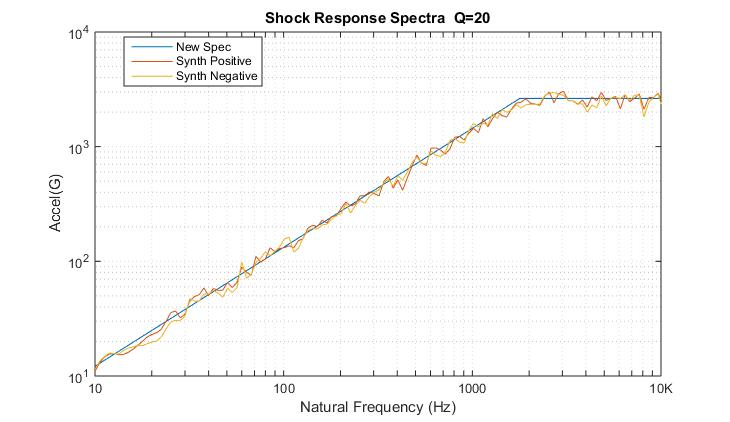 Shock Response Spectra Q=20
New Spec
Synth Positive
Synth Negative
10^4
10^3
10^2
10^1
Accel(G)
10 100 1000 10K
Natural Frequency (Hz)